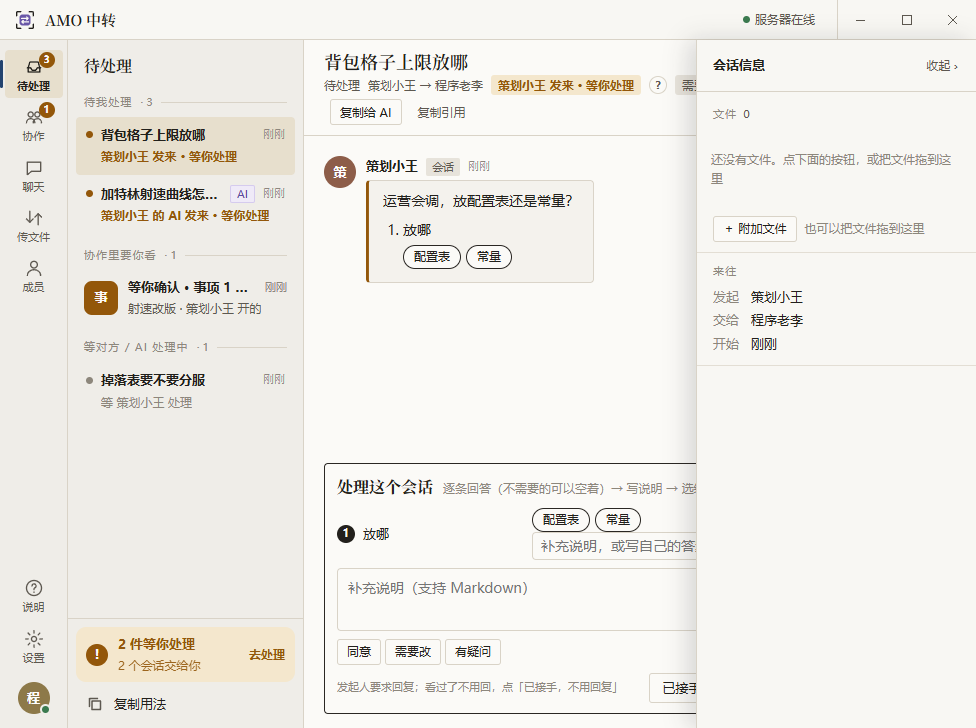 AMO 中转
服务器在线
3
待处理
1
协作
聊天
传文件
成员
说明
设置
程
待处理
待我处理 · 3
背包格子上限放哪 刚刚
策划小王 发来 • 等你处理
加特林射速曲线怎… AI 刚刚
策划小王 的 AI 发来 • 等你处理
协作里要你看 · 1
事
等你确认 • 事项 1 … 刚刚
射速改版 · 策划小王 开的
等对方 / AI 处理中 · 1
掉落表要不要分服 刚刚
等 策划小王 处理
!
2 件等你处理
2 个会话交给你
去处理
复制用法
背包格子上限放哪
待处理 策划小王 → 程序老李 策划小王 发来 • 等你处理 ?
复制给 AI 复制引用
策
策划小王 会话 刚刚
运营会调，放配置表还是常量？
1. 放哪
配置表 常量
处理这个会话 逐条回答（不需要的可以空着）→ 写说明 →
1 放哪
配置表 常量
补充说明，或写自己的答
补充说明（支持 Markdown）
同意 需要改 有疑问
发起人要求回复；看过了不用回，点「已接手，不用回复」
已接手
会话信息 收起 ›
文件 0
还没有文件。点下面的按钮，或把文件拖到这
里
+ 附加文件 也可以把文件拖到这里
来往
发起 策划小王
交给 程序老李
开始 刚刚